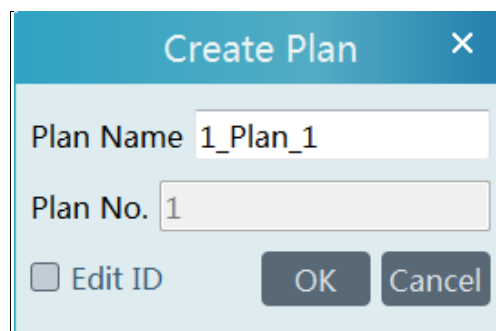 Create Plan ×
Plan Name 1_Plan_1
Plan No. 1
Edit ID OK Cancel